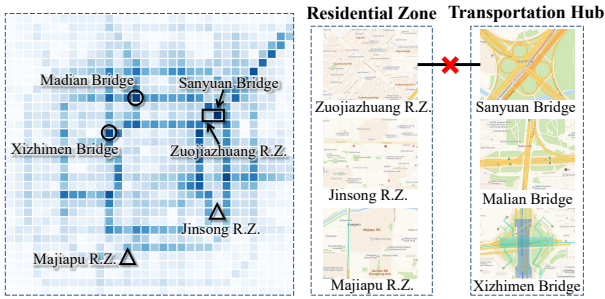 Madian Bridge
Sanyuan Bridge
Xizhimen Bridge
Zuojiazhuang R.Z.
Jinsong R.Z.
Majiapu R.Z.
Residential Zone
Zuojiazhuang R.Z.
Jinsong R.Z.
Majiapu R.Z.
Transportation Hub
Sanyuan Bridge
Malian Bridge
Xizhimen Bridge